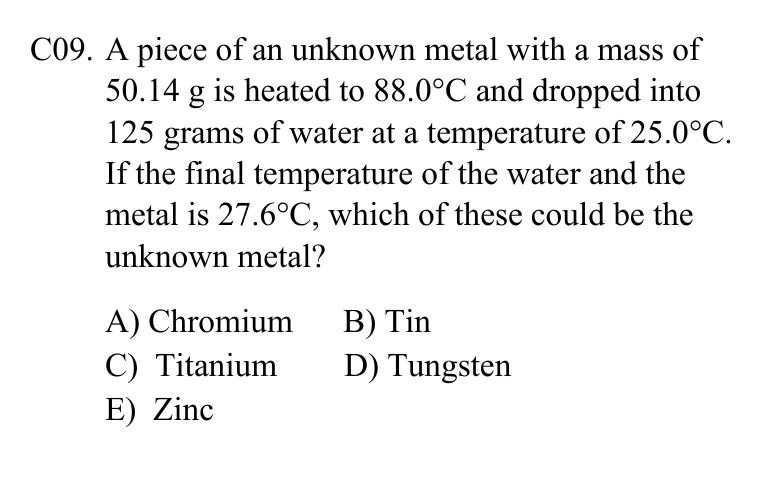 C09. A piece of an unknown metal with a mass of
50.14 g is heated to 88.0°C and dropped into
125 grams of water at a temperature of 25.0°C.
If the final temperature of the water and the
metal is 27.6°C, which of these could be the
unknown metal?
A) Chromium B) Tin
C) Titanium D) Tungsten
E) Zinc